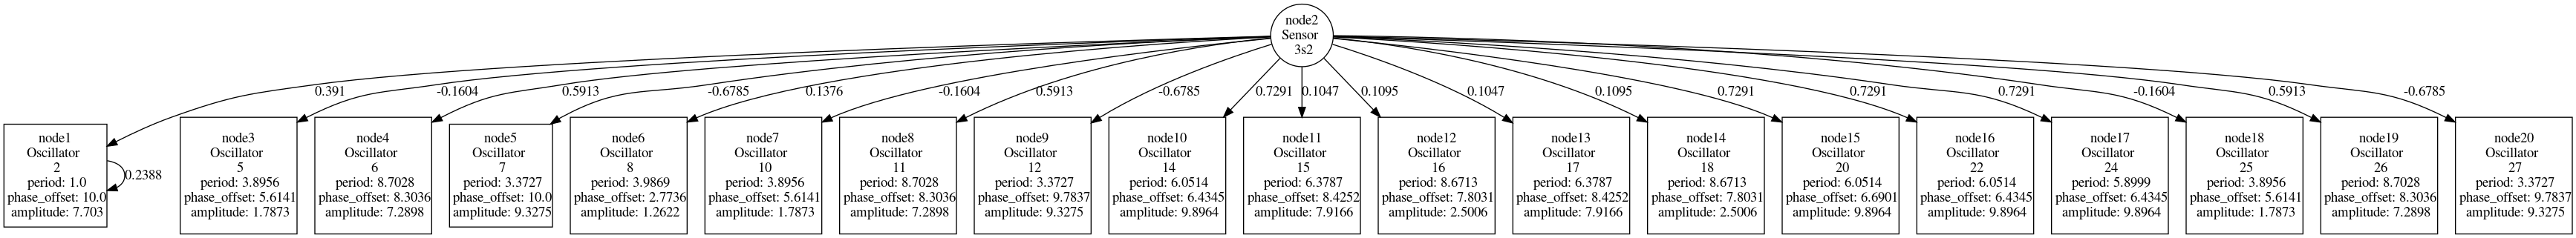 node2
Sensor
3s2
0.391
-0.1604
0.5913
-0.6785
0.1376
-0.1604
0.5913
-0.6785
0.7291
0.1047
0.1095
0.1047
0.1095
0.7291
0.7291
0.7291
-0.1604
0.5913
-0.6785
node1
Oscillator
2
period: 1.0
phase_offset: 10.0
amplitude: 7.703
0.2388
node3
Oscillator
5
period: 3.8956
phase_offset: 5.6141
amplitude: 1.7873
node4
Oscillator
6
period: 8.7028
phase_offset: 8.3036
amplitude: 7.2898
node5
Oscillator
7
period: 3.3727
phase_offset: 10.0
amplitude: 9.3275
node6
Oscillator
8
period: 3.9869
phase_offset: 2.7736
amplitude: 1.2622
node7
Oscillator
10
period: 3.8956
phase_offset: 5.6141
amplitude: 1.7873
node8
Oscillator
11
period: 8.7028
phase_offset: 8.3036
amplitude: 7.2898
node9
Oscillator
12
period: 3.3727
phase_offset: 9.7837
amplitude: 9.3275
node10
Oscillator
14
period: 6.0514
phase_offset: 6.4345
amplitude: 9.8964
node11
Oscillator
15
period: 6.3787
phase_offset: 8.4252
amplitude: 7.9166
node12
Oscillator
16
period: 8.6713
phase_offset: 7.8031
amplitude: 2.5006
node13
Oscillator
17
period: 6.3787
phase_offset: 8.4252
amplitude: 7.9166
node14
Oscillator
18
period: 8.6713
phase_offset: 7.8031
amplitude: 2.5006
node15
Oscillator
20
period: 6.0514
phase_offset: 6.6901
amplitude: 9.8964
node16
Oscillator
22
period: 6.0514
phase_offset: 6.4345
amplitude: 9.8964
node17
Oscillator
24
period: 5.8999
phase_offset: 6.4345
amplitude: 9.8964
node18
Oscillator
25
period: 3.8956
phase_offset: 5.6141
amplitude: 1.7873
node19
Oscillator
26
period: 8.7028
phase_offset: 8.3036
amplitude: 7.2898
node20
Oscillator
27
period: 3.3727
phase_offset: 9.7837
amplitude: 9.3275